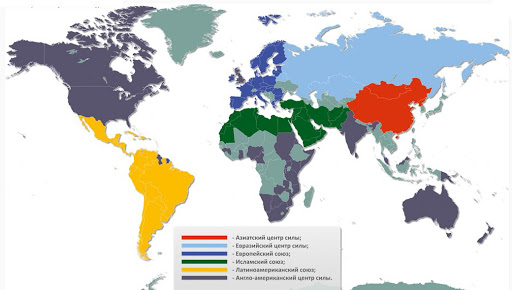 - Азиатский центр силы;
- Евразийский центр силы;
- Европейский союз;
- Исламский союз;
- Латиноамериканский союз;
- Англо-американский центр силы.